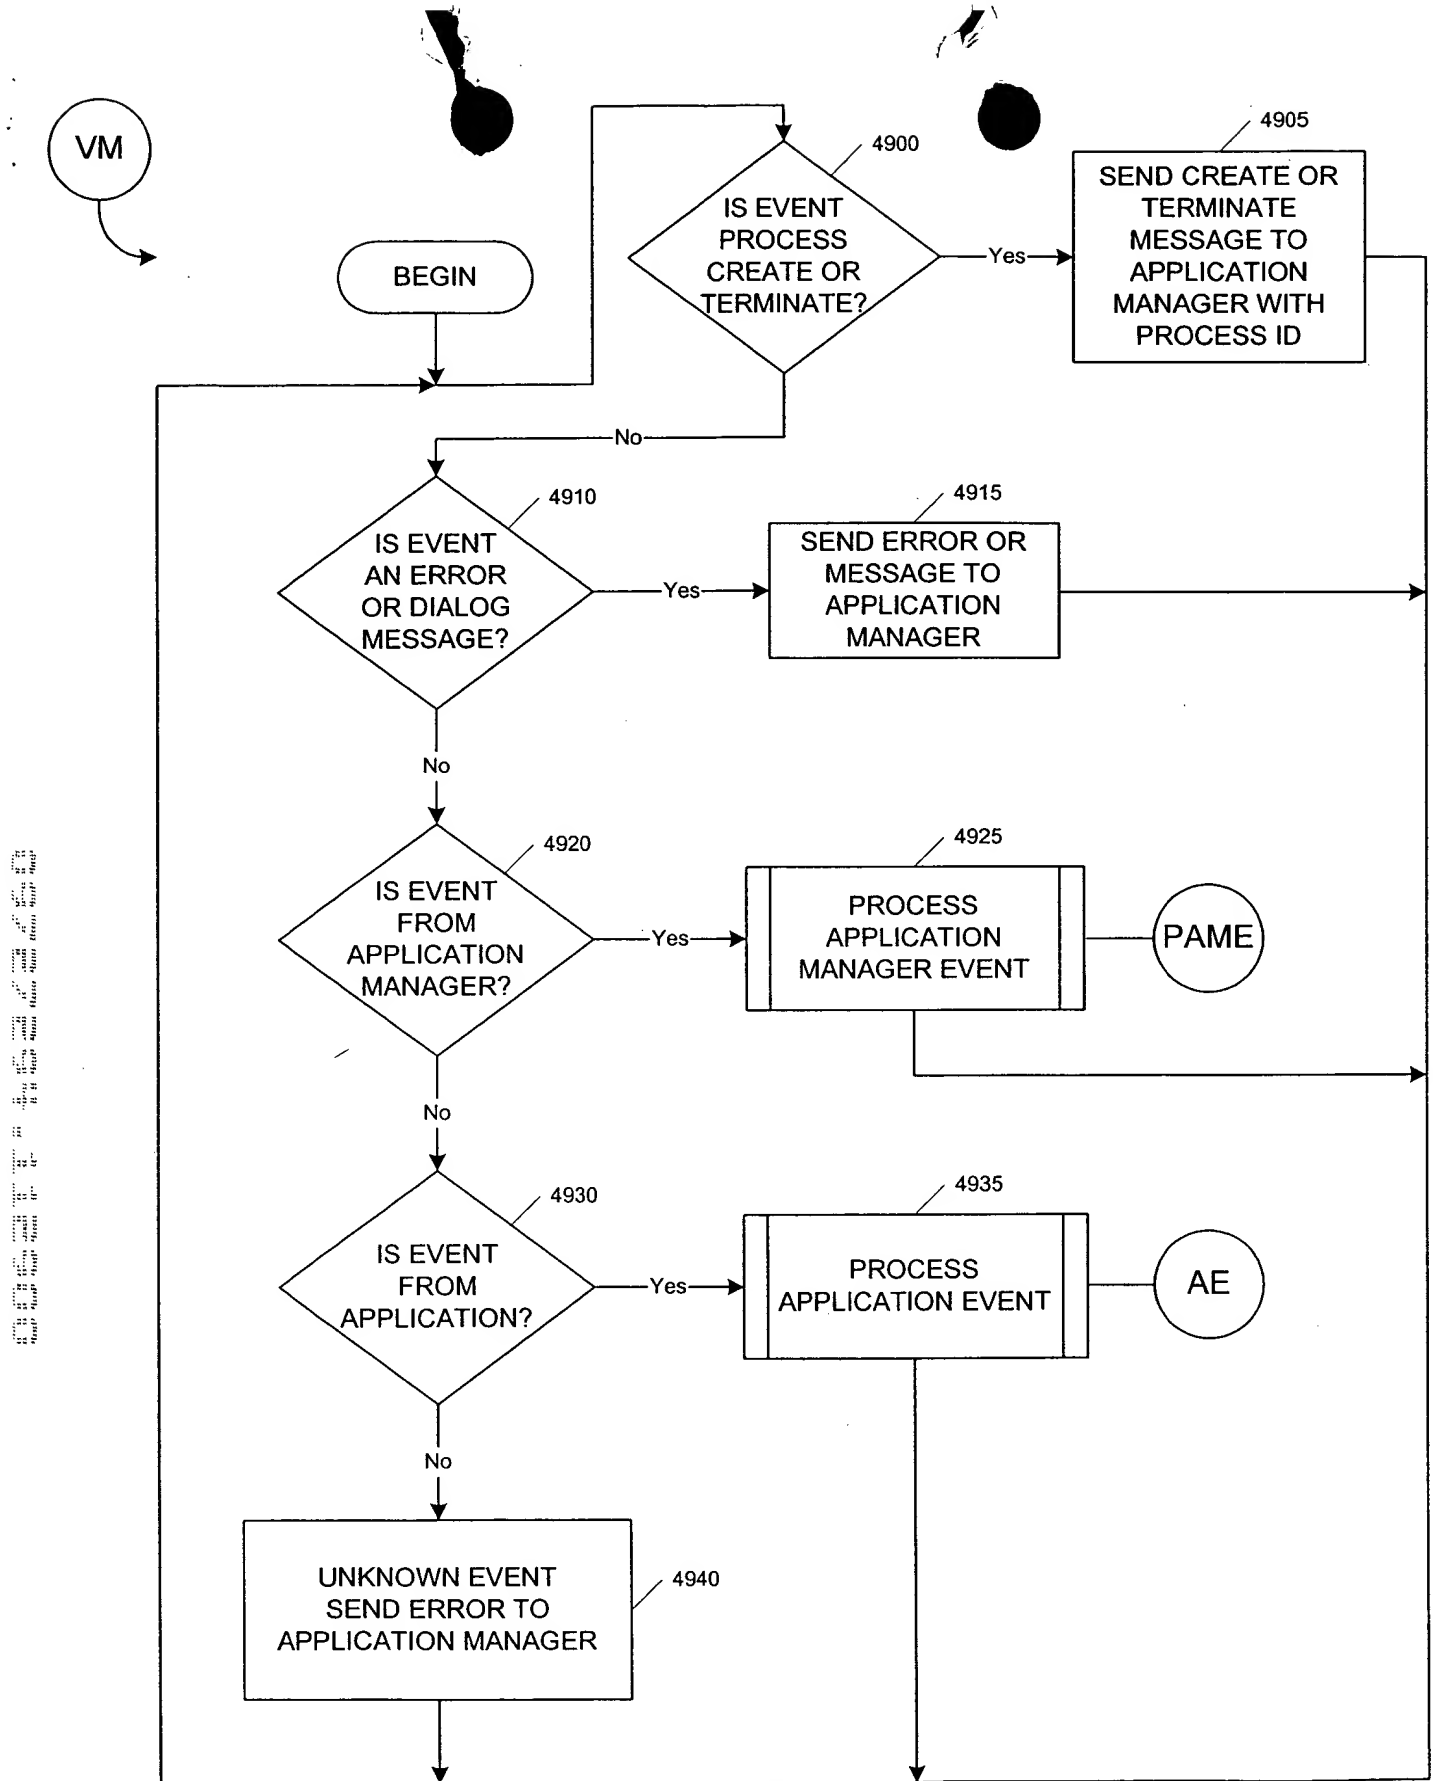 VM
BEGIN
4900
IS EVENT
PROCESS
CREATE OR
TERMINATE?
Yes
4905
SEND CREATE OR
TERMINATE
MESSAGE TO
APPLICATION
MANAGER WITH
PROCESS ID
No
4910
IS EVENT
AN ERROR
OR DIALOG
MESSAGE?
Yes
4915
SEND ERROR OR
MESSAGE TO
APPLICATION
MANAGER
No
4920
IS EVENT
FROM
APPLICATION
MANAGER?
Yes
4925
PROCESS
APPLICATION
MANAGER EVENT
PAME
No
4930
IS EVENT
FROM
APPLICATION?
Yes
4935
PROCESS
APPLICATION EVENT
AE
No
4940
UNKNOWN EVENT
SEND ERROR TO
APPLICATION MANAGER